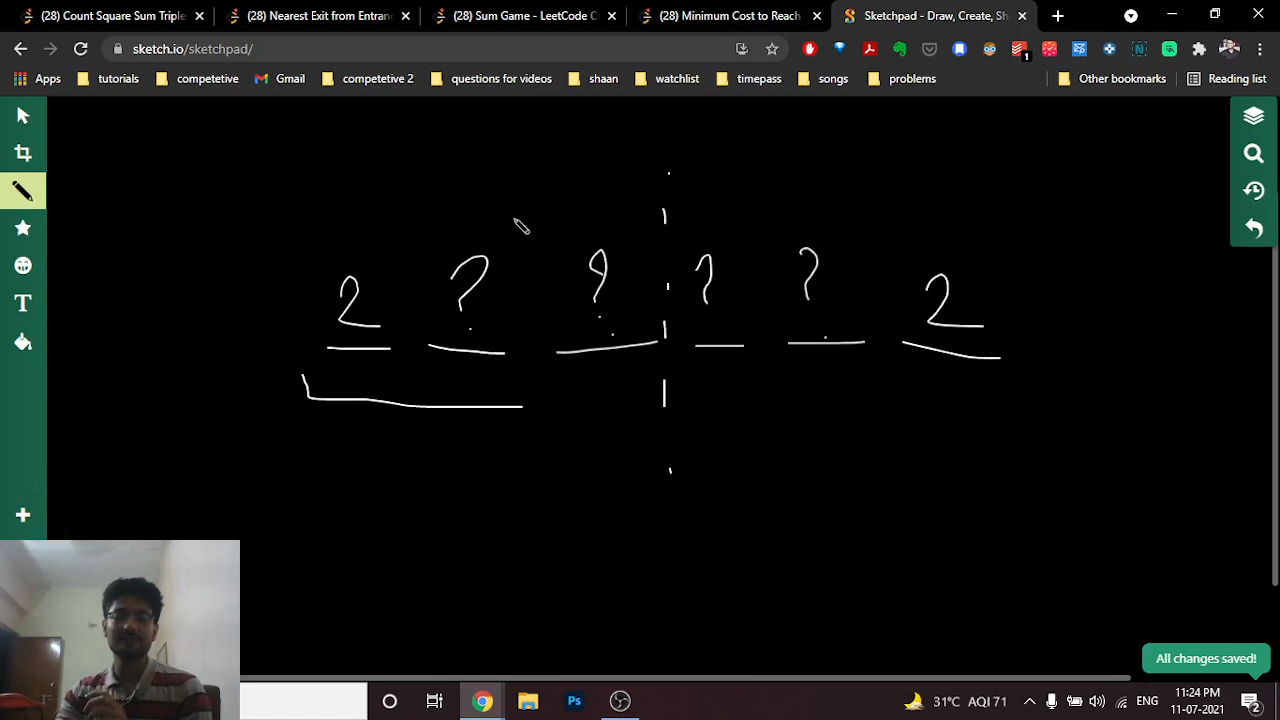 (28) Count Square Sum Triple
(28) Nearest Exit from Entran
(28) Sum Game - LeetCode C
(28) Minimum Cost to Reach
Sketchpad - Draw, Create, Sh
sketch.io/sketchpad/
1
Apps tutorials competetive Gmail competetive 2 questions for videos shaan watchlist timepass songs problems Other bookmarks Reading list
2 ? ? ? ? 2
T
All changes saved!
Ps
31°C AQI 71
ENG
11:24 PM
11-07-2021
2